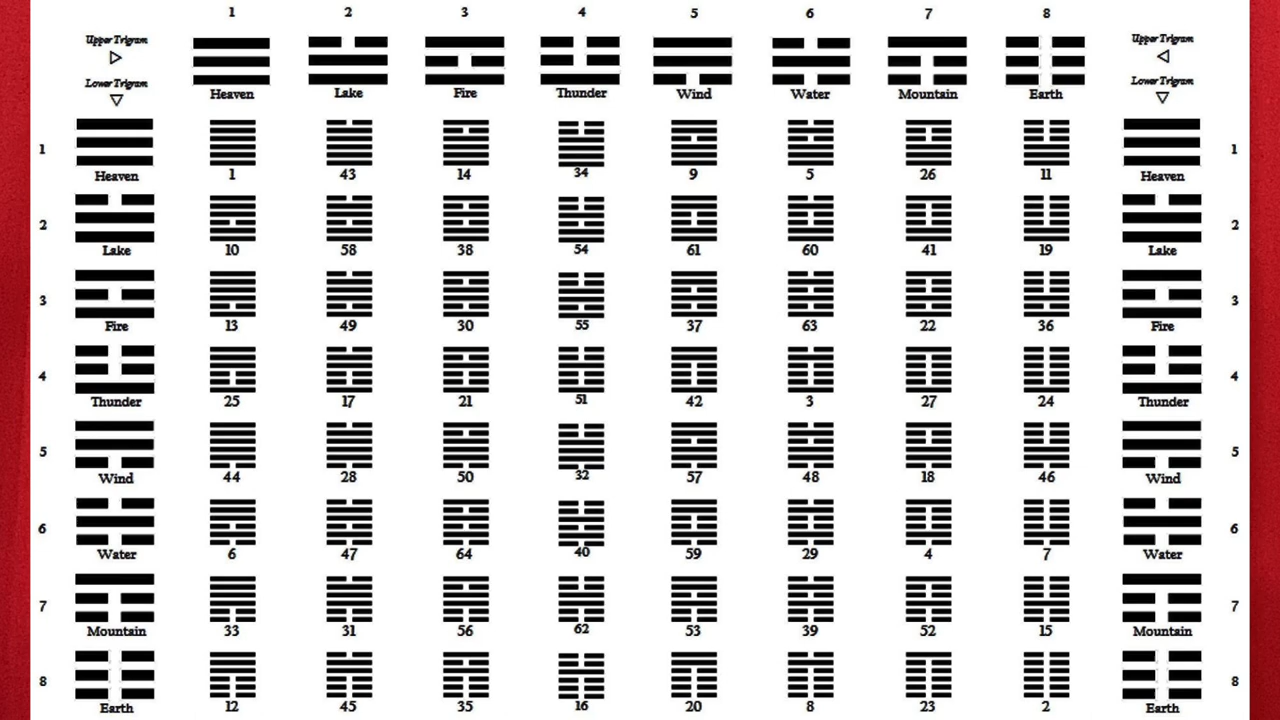 1 2 3 4 5 6 7 8
Upper Trigram Upper Trigram
Lower Trigram Lower Trigram
Heaven Lake Fire Thunder Wind Water Mountain Earth
1 1
Heaven 1 43 14 34 9 5 26 11 Heaven
2 2
Lake 10 58 38 54 61 60 41 19 Lake
3 3
Fire 13 49 30 55 37 63 22 36 Fire
4 4
Thunder 25 17 21 51 42 3 27 24 Thunder
5 5
Wind 44 28 50 32 57 48 18 46 Wind
6 6
Water 6 47 64 40 59 29 4 7 Water
7 7
Mountain 33 31 56 62 53 39 52 15 Mountain
8 8
Earth 12 45 35 16 20 8 23 2 Earth